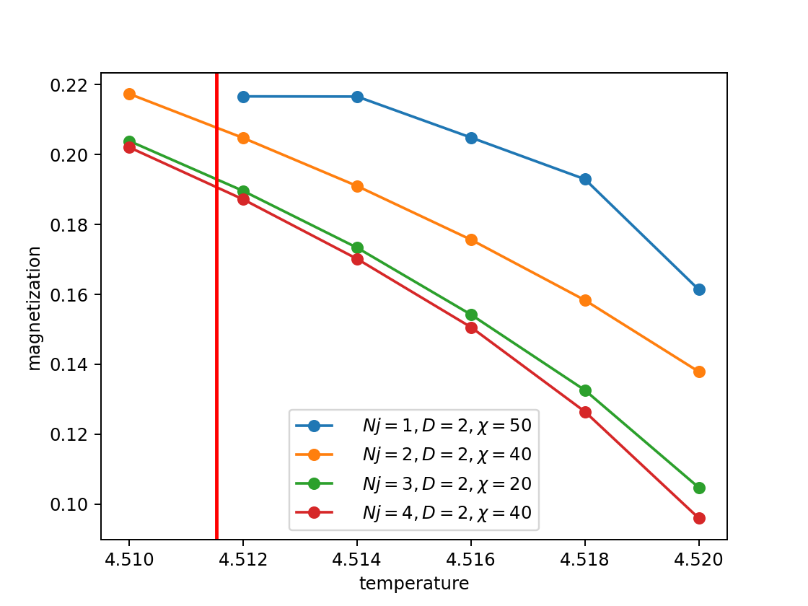 0.22
0.20
0.18
0.16
0.14
0.12
0.10
magnetization
Nj = 1, D = 2, χ = 50
Nj = 2, D = 2, χ = 40
Nj = 3, D = 2, χ = 20
Nj = 4, D = 2, χ = 40
4.510 4.512 4.514 4.516 4.518 4.520
temperature